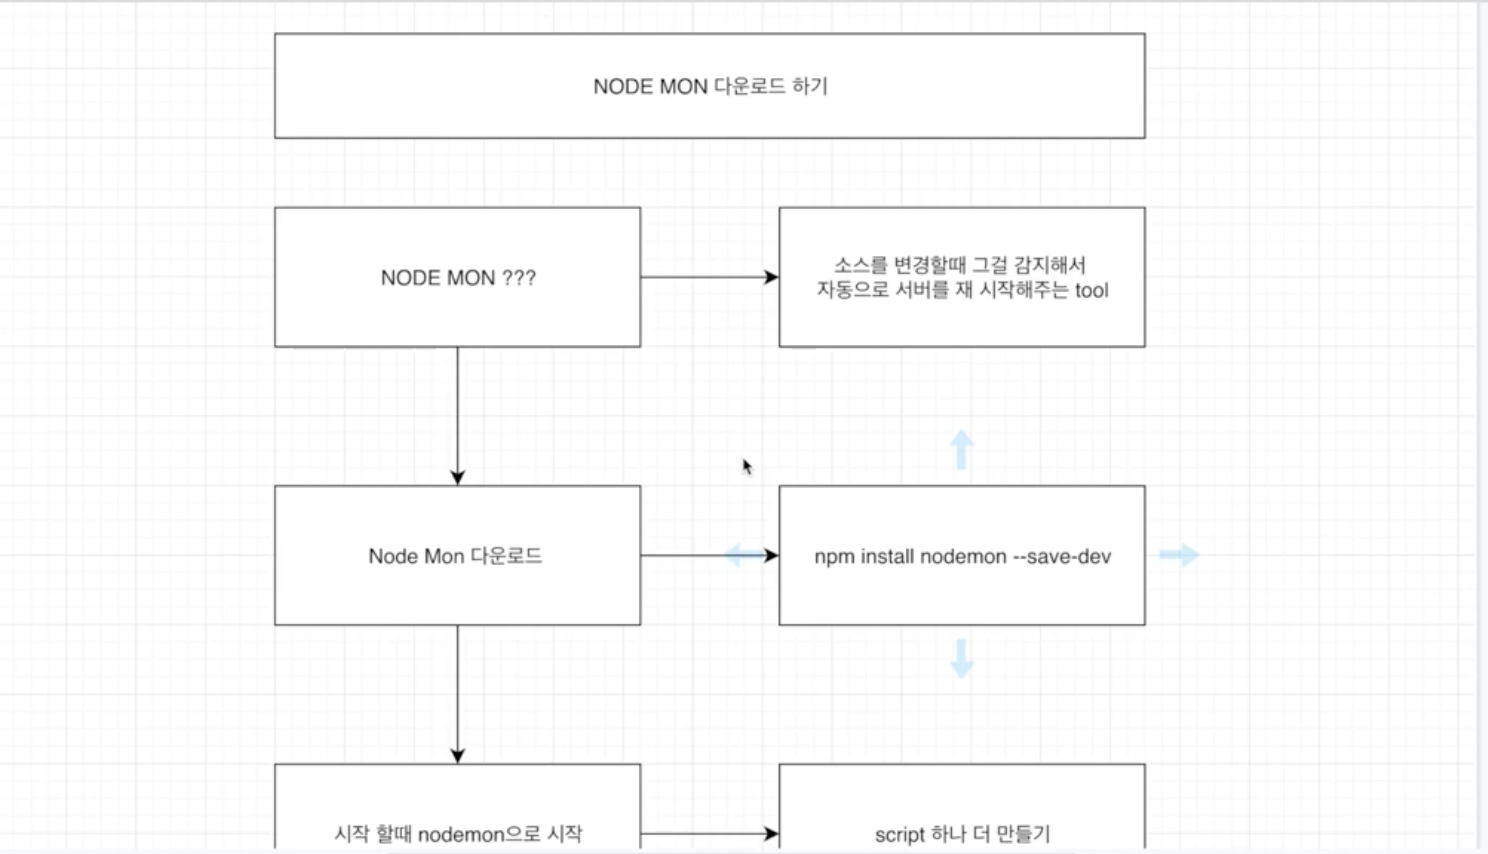 NODE MON 다운로드 하기
NODE MON ???
소스를 변경할때 그걸 감지해서
자동으로 서버를 재 시작해주는 tool
Node Mon 다운로드
npm install nodemon --save-dev
시작 할때 nodemon으로 시작
script 하나 더 만들기